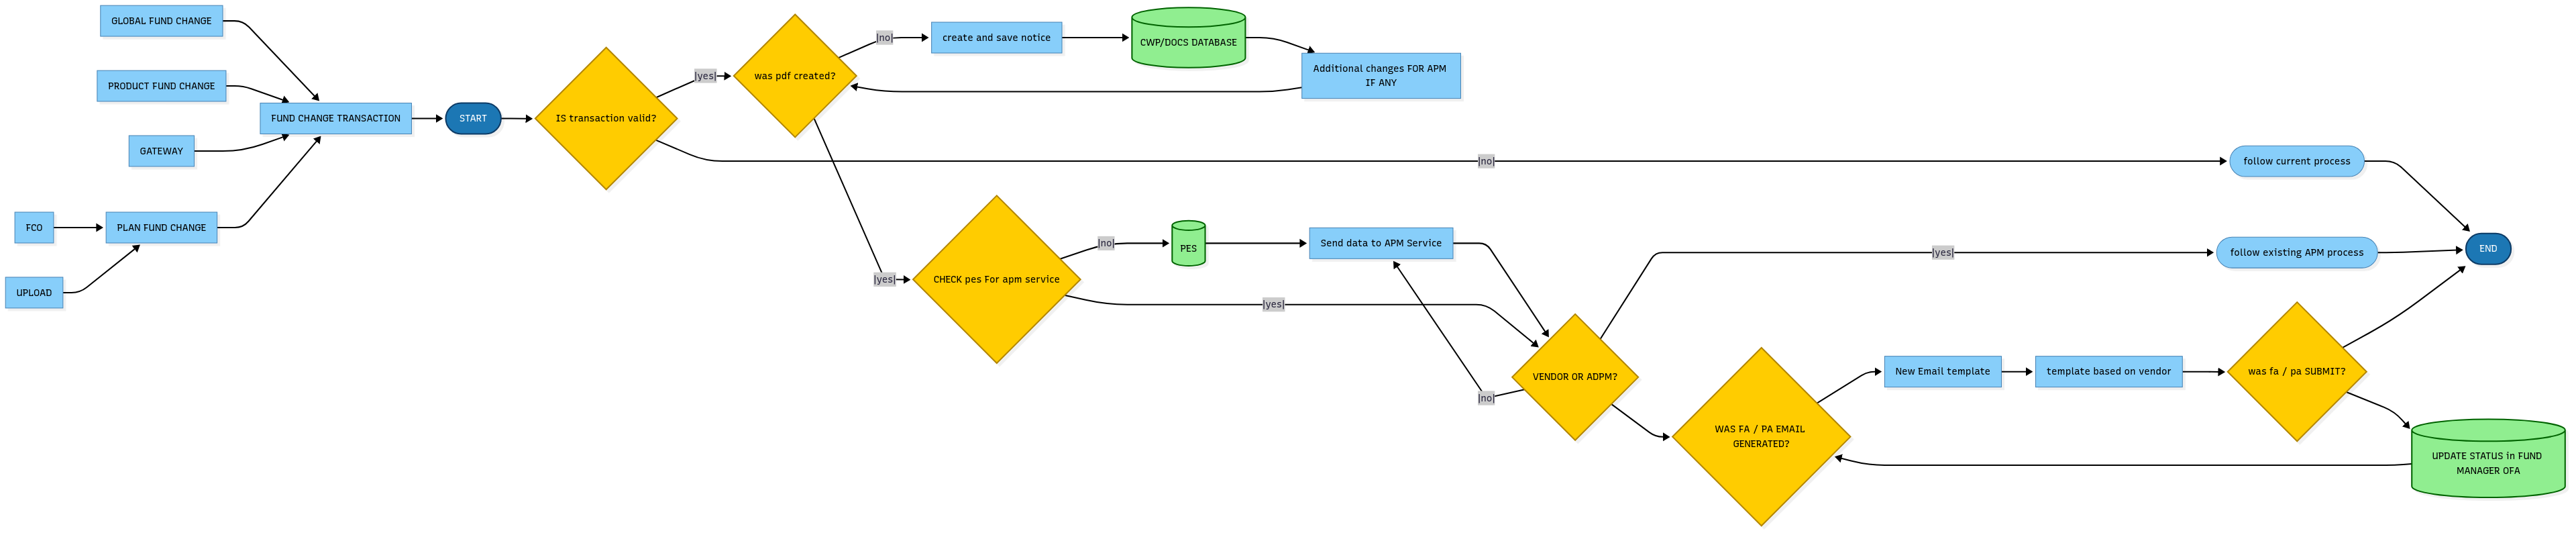 GLOBAL FUND CHANGE
PRODUCT FUND CHANGE
GATEWAY
FCO
PLAN FUND CHANGE
UPLOAD
FUND CHANGE TRANSACTION
START
IS transaction valid?
|yes|
was pdf created?
|no|
create and save notice
CWP/DOCS DATABASE
Additional changes FOR APM
IF ANY
|no|
follow current process
|yes|
CHECK pes For apm service
|no|
PES
Send data to APM Service
|yes|
VENDOR OR ADPM?
|no|
|yes|
follow existing APM process
END
WAS FA / PA EMAIL
GENERATED?
New Email template
template based on vendor
was fa / pa SUBMIT?
UPDATE STATUS in FUND
MANAGER OFA